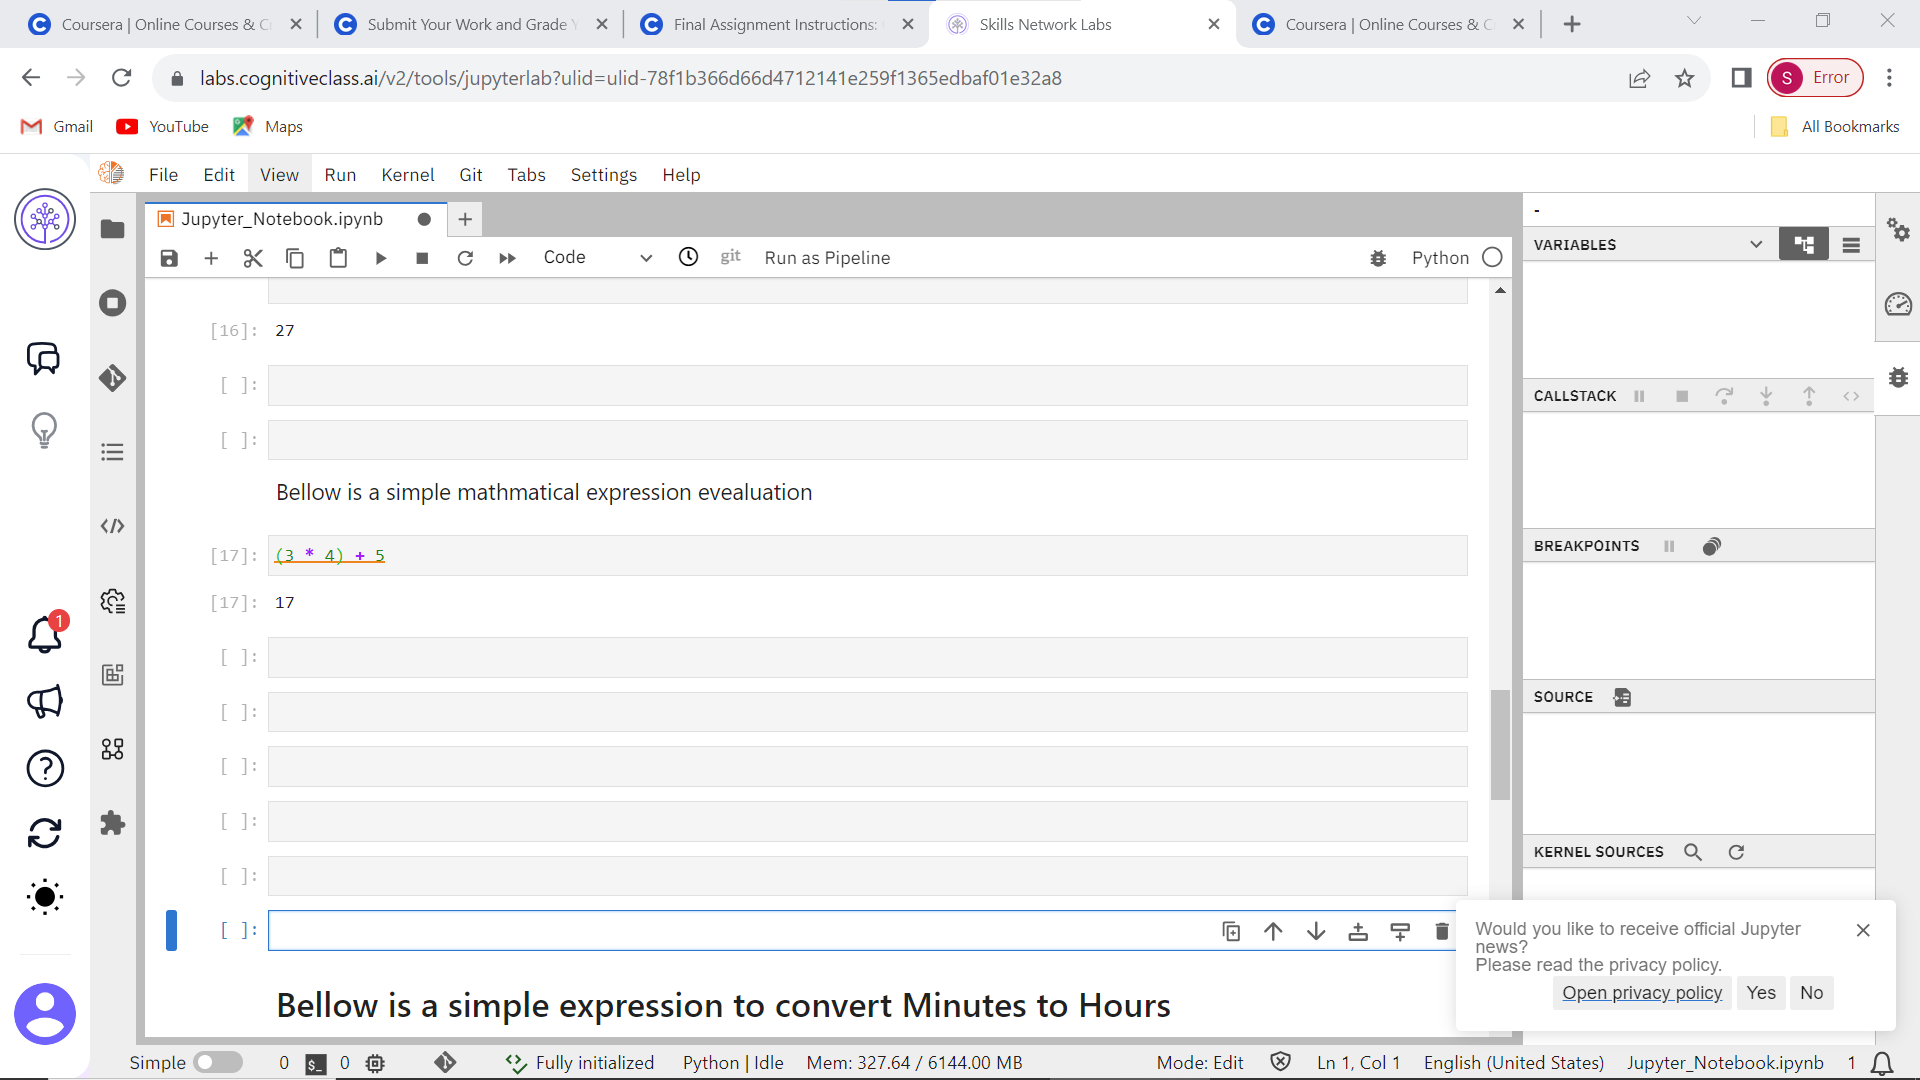 Coursera | Online Courses & C
Submit Your Work and Grade Y
Final Assignment Instructions:
Skills Network Labs
Coursera | Online Courses & C
labs.cognitiveclass.ai/v2/tools/jupyterlab?ulid=ulid-78f1b366d66d4712141e259f1365edbaf01e32a8
S Error
Gmail YouTube Maps All Bookmarks
File Edit View Run Kernel Git Tabs Settings Help
Jupyter_Notebook.ipynb
-
Code git Run as Pipeline Python
VARIABLES
[16]: 27
[ ]:
CALLSTACK
[ ]:
Bellow is a simple mathmatical expression evealuation
BREAKPOINTS
[17]: (3 * 4) + 5
[17]: 17
1
[ ]:
SOURCE
[ ]:
[ ]:
[ ]:
KERNEL SOURCES
[ ]:
[ ]:
Would you like to receive official Jupyter
news?
Please read the privacy policy.
Open privacy policy Yes No
Bellow is a simple expression to convert Minutes to Hours
Simple 0 $_ 0 Fully initialized Python | Idle Mem: 327.64 / 6144.00 MB Mode: Edit Ln 1, Col 1 English (United States) Jupyter_Notebook.ipynb 1